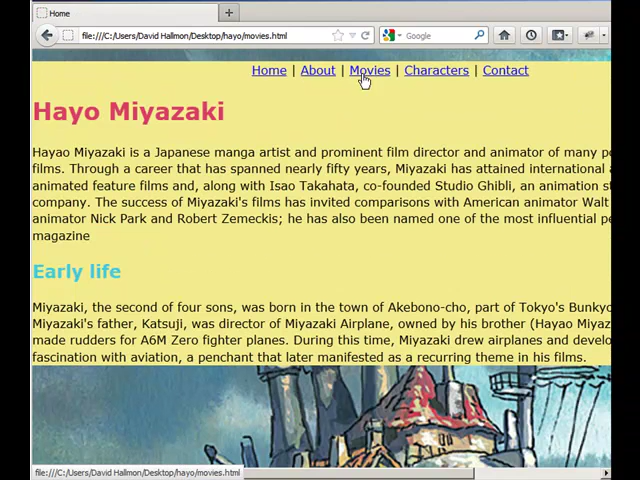 Home
file:///C:/Users/David Hallmon/Desktop/hayo/movies.html
Google
Home | About | Movies | Characters | Contact
Hayo Miyazaki
Hayao Miyazaki is a Japanese manga artist and prominent film director and animator of many po
films. Through a career that has spanned nearly fifty years, Miyazaki has attained international
animated feature films and, along with Isao Takahata, co-founded Studio Ghibli, an animation st
company. The success of Miyazaki's films has invited comparisons with American animator Walt
animator Nick Park and Robert Zemeckis; he has also been named one of the most influential pe
magazine
Early life
Miyazaki, the second of four sons, was born in the town of Akebono-cho, part of Tokyo's Bunkyo
Miyazaki's father, Katsuji, was director of Miyazaki Airplane, owned by his brother (Hayao Miyaz
made rudders for A6M Zero fighter planes. During this time, Miyazaki drew airplanes and develo
fascination with aviation, a penchant that later manifested as a recurring theme in his films.
file:///C:/Users/David Hallmon/Desktop/hayo/movies.html